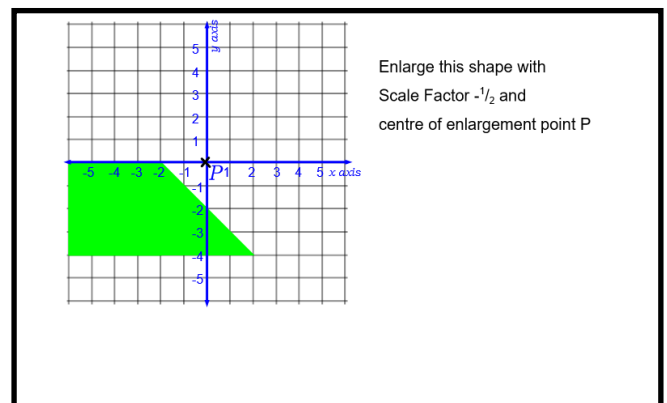 y axis
5
4
3
2
1
-5 -4 -3 -2 -1 P 1 2 3 4 5 x axis
-1
-2
-3
-4
-5
Enlarge this shape with
Scale Factor -1/2 and
centre of enlargement point P